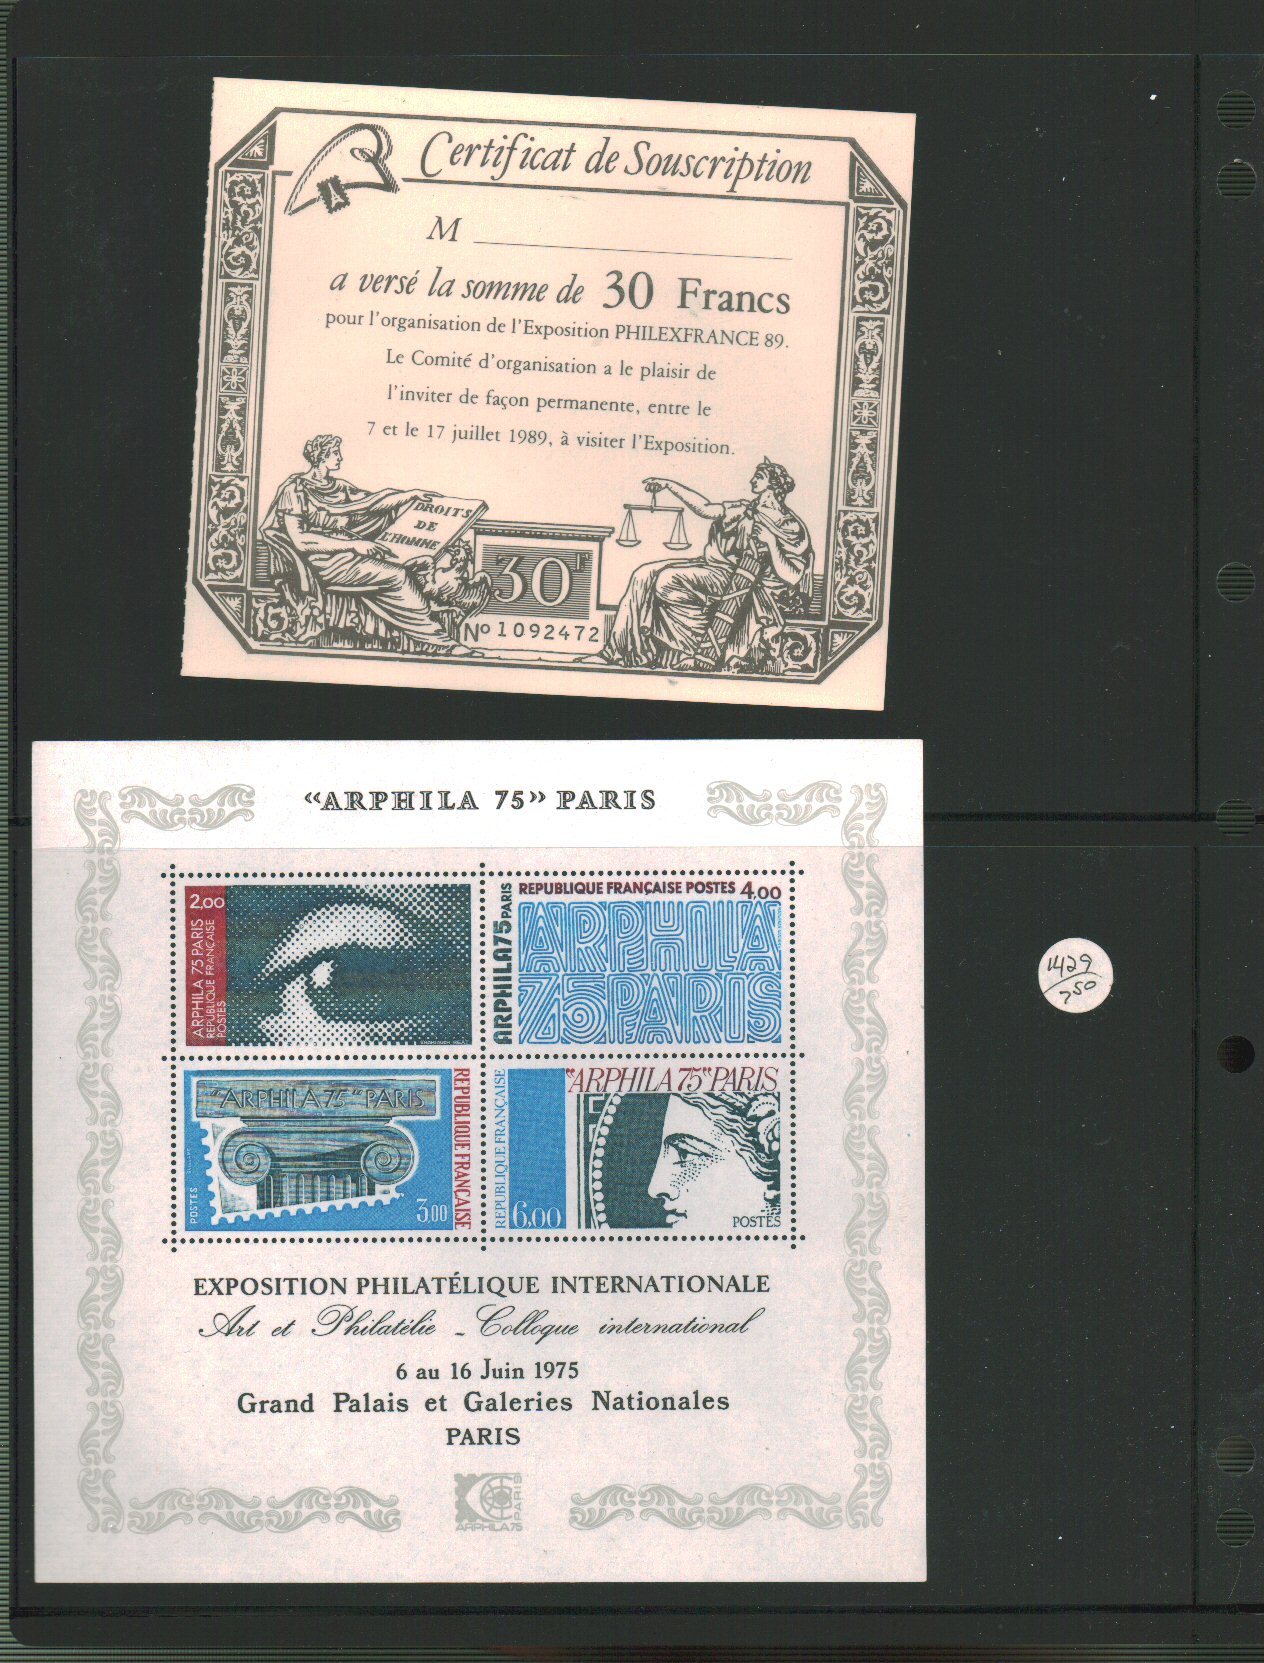 Certificat de Souscription
M
a versé la somme de 30 Francs
pour l'organisation de l'Exposition PHILEXFRANCE 89.
Le Comité d'organisation a le plaisir de
l'inviter de façon permanente, entre le
7 et le 17 juillet 1989, à visiter l'Exposition.
DROITS
DE
L'HOMME
30F
No 1092472
«ARPHILA 75» PARIS
2,00
ARPHILA 75 PARIS
REPUBLIQUE FRANÇAISE
POSTES
REPUBLIQUE FRANÇAISE POSTES 4,00
ARPHILA75 PARIS
ARPHILA
75 PARIS
"ARPHILA 75" PARIS
REPUBLIQUE FRANÇAISE
POSTES
3,00
"ARPHILA 75" PARIS
REPUBLIQUE FRANÇAISE
6,00
POSTES
1429
750
EXPOSITION PHILATÉLIQUE INTERNATIONALE
Art et Philatélie - Colloque international
6 au 16 Juin 1975
Grand Palais et Galeries Nationales
PARIS
ARPHILA 75
PARIS